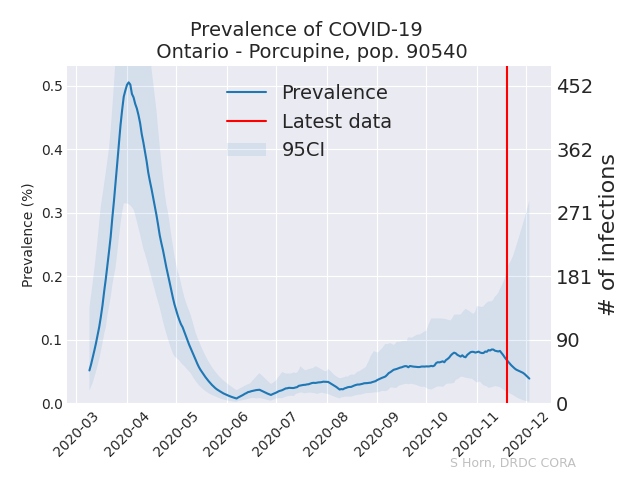 Prevalence of COVID-19
Ontario - Porcupine, pop. 90540
Prevalence
Latest data
95CI
Prevalence (%)
0.5
0.4
0.3
0.2
0.1
0.0
452
362
271
181
90
0
# of infections
2020-03
2020-04
2020-05
2020-06
2020-07
2020-08
2020-09
2020-10
2020-11
2020-12
S Horn, DRDC CORA